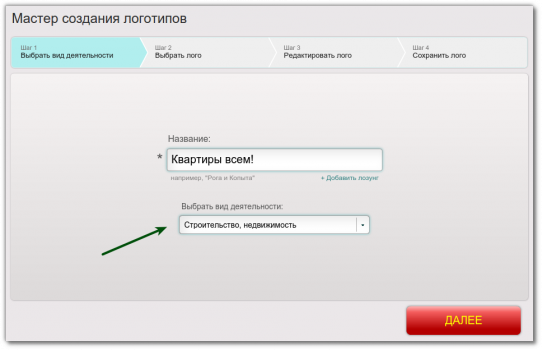 Мастер создания логотипов
Шаг 1
Выбрать вид деятельности
Шаг 2
Выбрать лого
Шаг 3
Редактировать лого
Шаг 4
Сохранить лого
Название:
* Квартиры всем!
например, "Рога и Копыта"
+ Добавить лозунг
Выбрать вид деятельности:
Строительство, недвижимость
ДАЛЕЕ